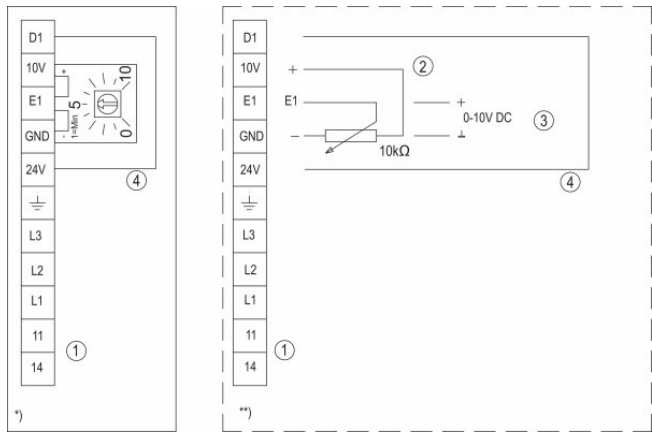 D1
10V
E1
GND
24V
L3
L2
L1
11
14
+
-
1=Min
0
5
10
4
1
*)
D1
10V
E1
GND
24V
L3
L2
L1
11
14
+
E1
−
10kΩ
2
+
0-10V DC
⊥
3
4
1
**)